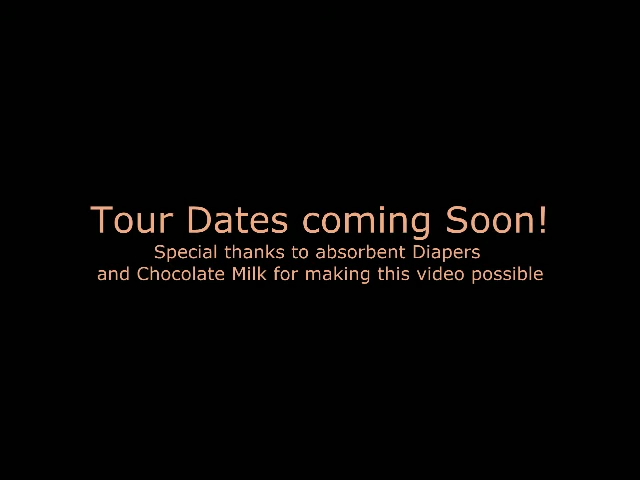 Tour Dates coming Soon!
Special thanks to absorbent Diapers
and Chocolate Milk for making this video possible